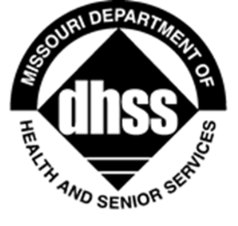 MISSOURI DEPARTMENT OF
dhss
HEALTH AND SENIOR SERVICES